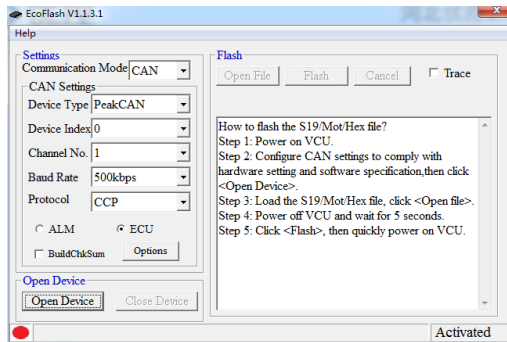 EcoFlash V1.1.3.1
Help
Settings
Communication Mode CAN
CAN Settings
Device Type PeakCAN
Device Index 0
Channel No. 1
Baud Rate 500kbps
Protocol CCP
ALM ECU
BuildChkSum Options
Open Device
Open Device Close Device
Flash
Open File Flash Cancel Trace
How to flash the S19/Mot/Hex file?
Step 1: Power on VCU.
Step 2: Configure CAN settings to comply with
hardware setting and software specification,then click
<Open Device>.
Step 3: Load the S19/Mot/Hex file, click <Open file>.
Step 4: Power off VCU and wait for 5 seconds.
Step 5: Click <Flash>, then quickly power on VCU.
Activated